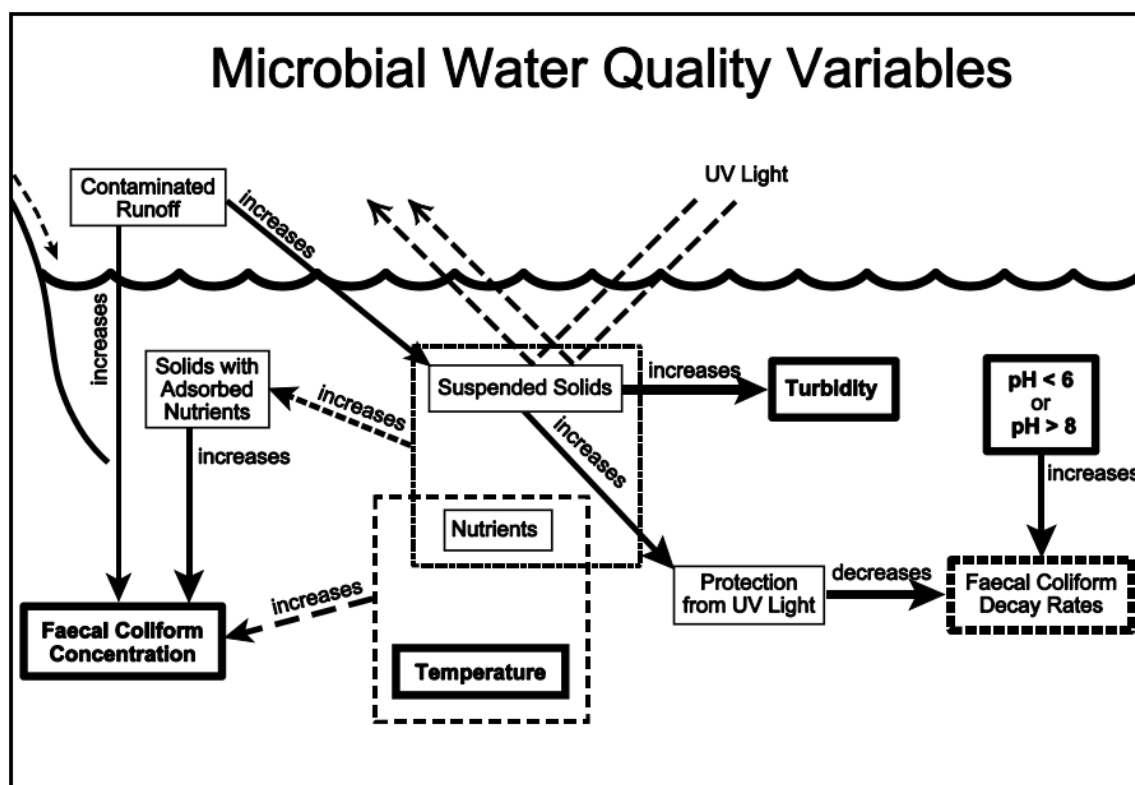 Microbial Water Quality Variables
UV Light
Contaminated
Runoff
increases
increases
Solids with
Adsorbed
Nutrients
increases
Suspended Solids
increases
Turbidity
pH < 6
or
pH > 8
increases
increases
increases
Nutrients
Protection
from UV Light
decreases
Faecal Coliform
Decay Rates
increases
Faecal Coliform
Concentration
Temperature